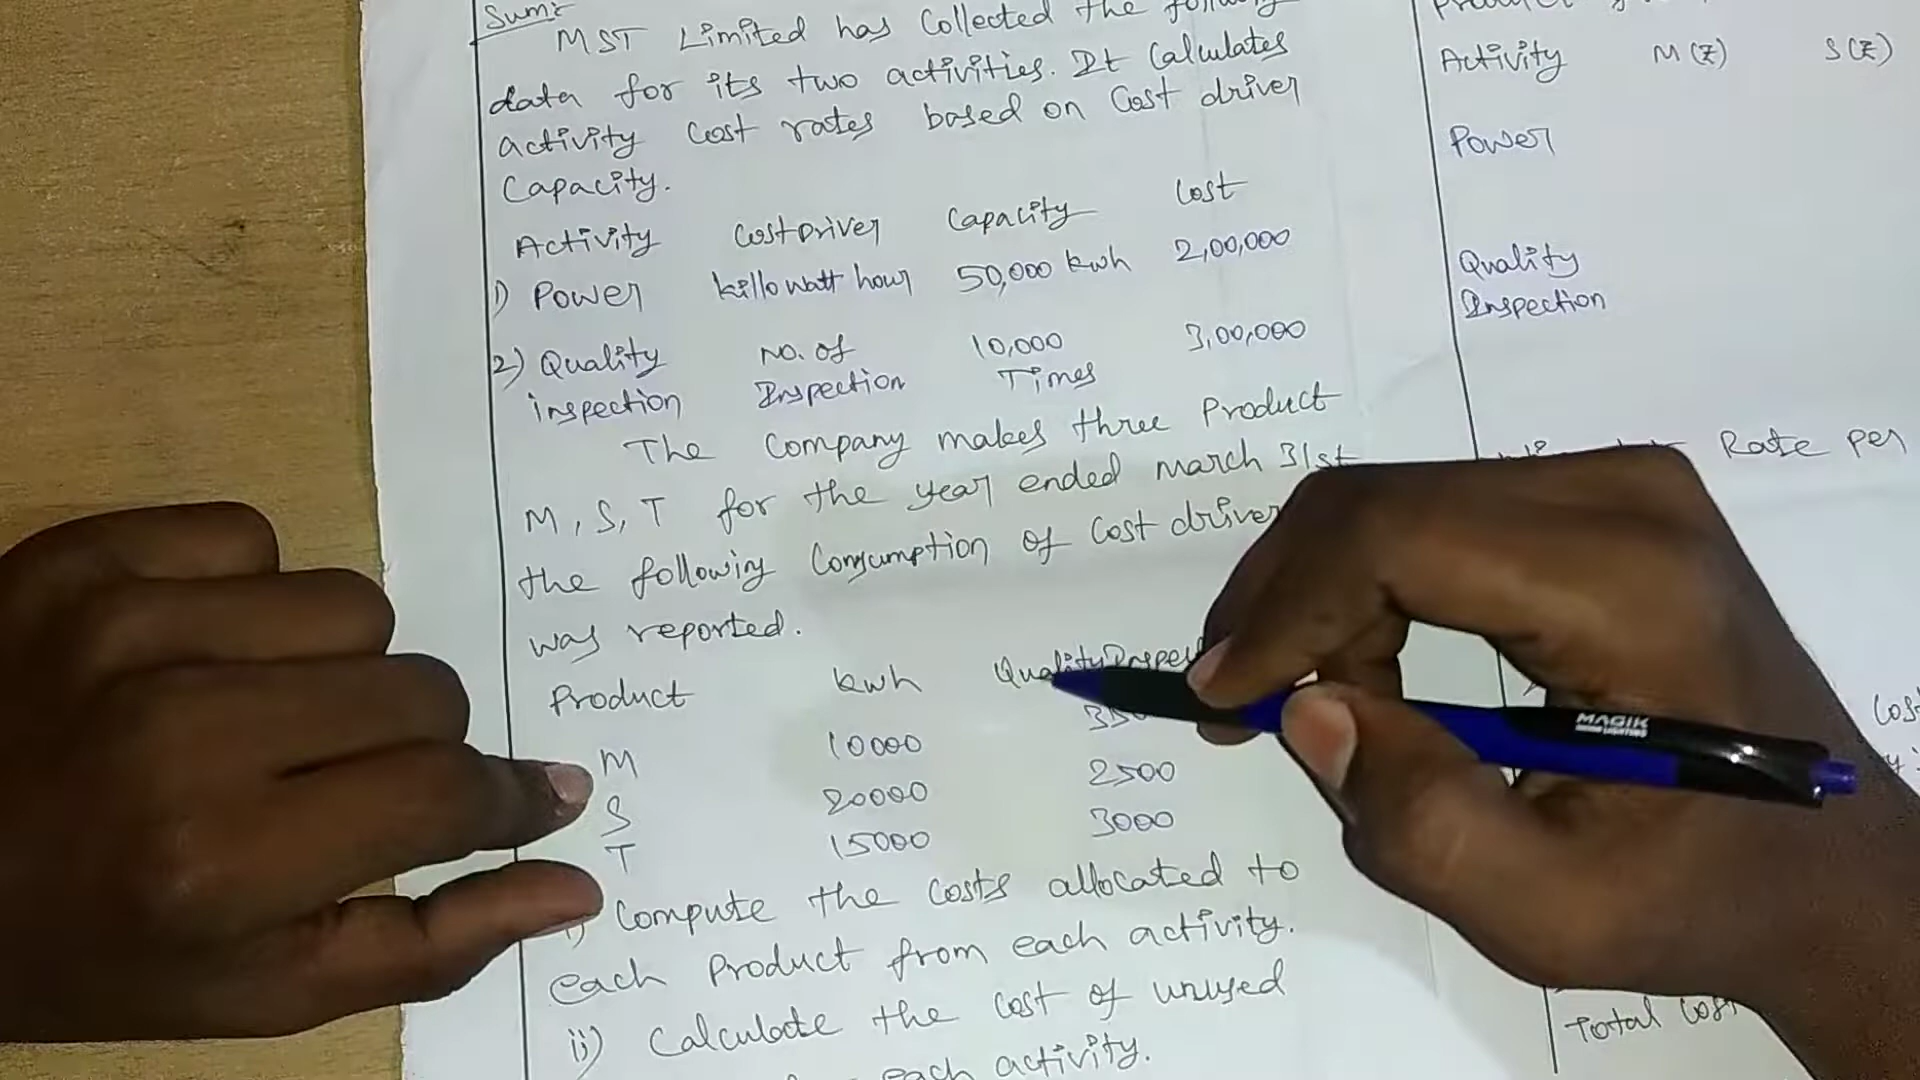 Sum:
MST Limited has Collected the following
data for its two activities. It Calculates
activity Cost rates based on Cost driver
Capacity.
Activity Cost Driver Capacity Cost
1) Power killo watt hour 50,000 kwh 2,00,000
2) Quality No. of 10,000 3,00,000
inspection Inspection Times
The Company makes three Product
M, S, T for the year ended march 31st
the following Consumption of Cost driver
was reported.
Product kwh Quality
M 10000
S 20000 2500
T 15000 3000
Compute the Costs allocated to
each Product from each activity.
ii) Calculate the Cost of unused
each activity.
Activity M(₹) S(₹)
Power
Quality
Inspection
Rate per
Total Cost
MAGIK